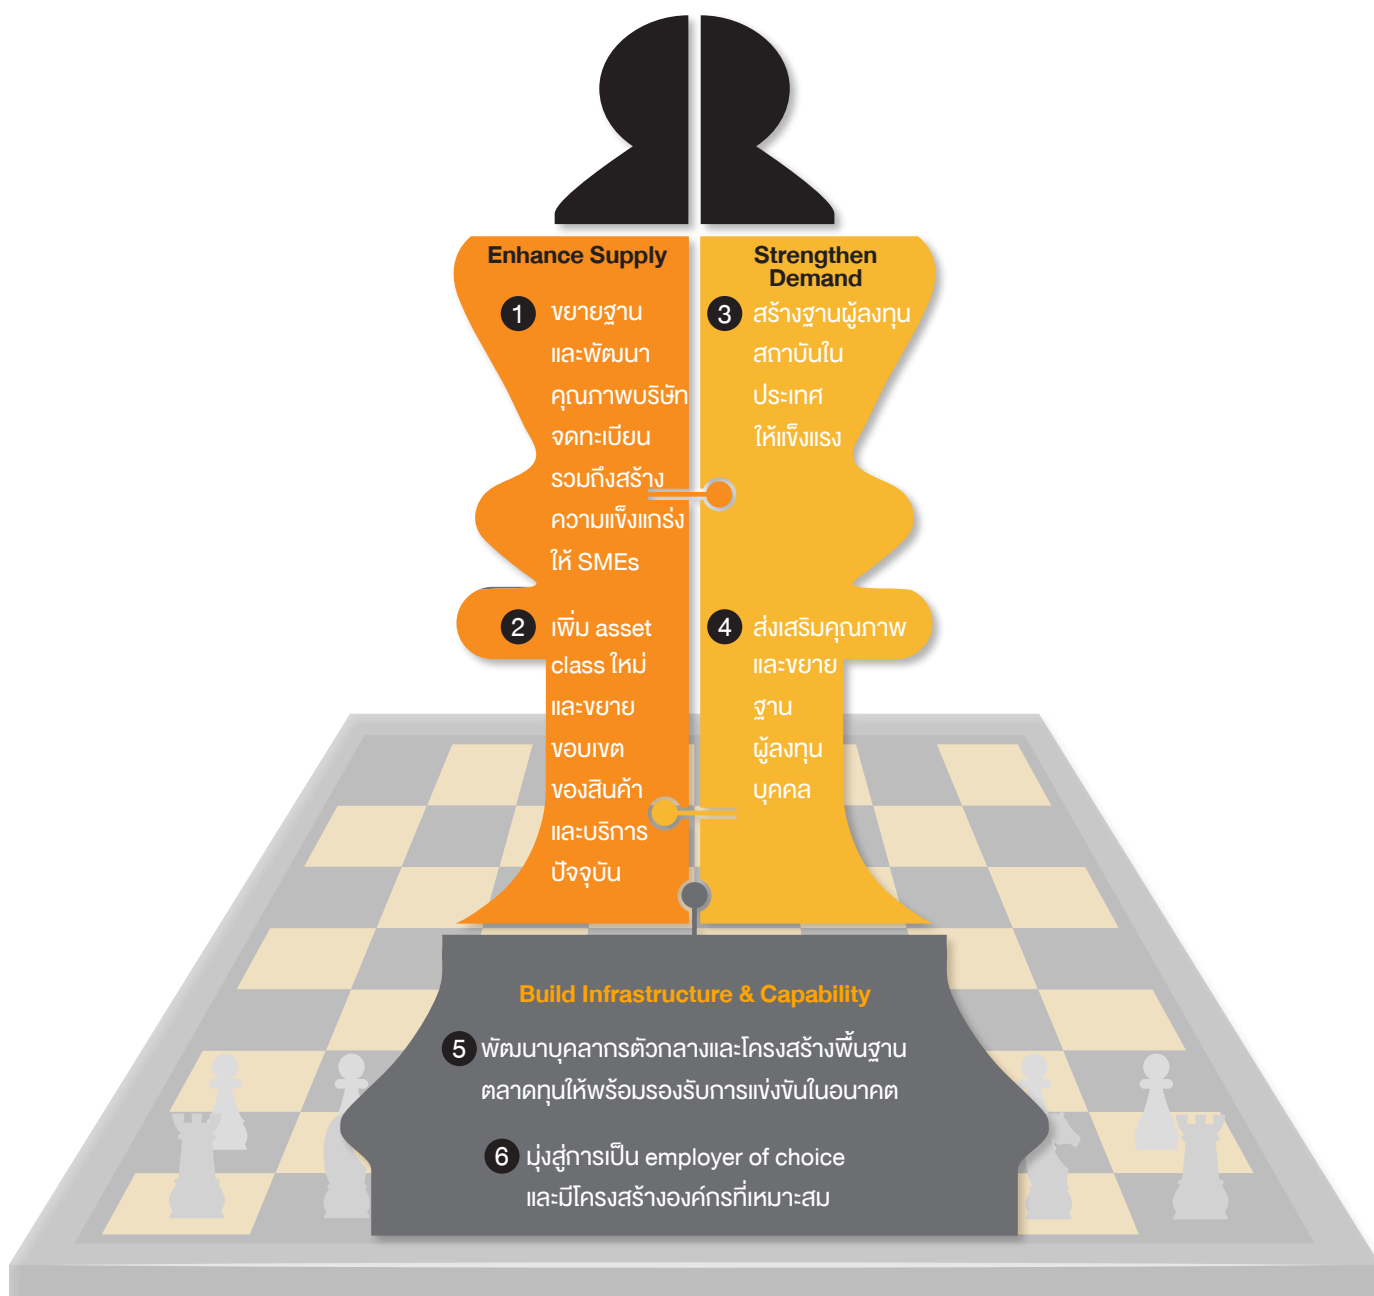 Enhance Supply
1 ขยายฐาน
และพัฒนา
คุณภาพบริษัท
จดทะเบียน
รวมถึงสร้าง
ความแข็งแกร่ง
ให้ SMEs
2 เพิ่ม asset
class ใหม่
และขยาย
ขอบเขต
ของสินค้า
และบริการ
ปัจจุบัน
Strengthen
Demand
3 สร้างฐานผู้ลงทุน
สถาบันใน
ประเทศ
ให้แข็งแรง
4 ส่งเสริมคุณภาพ
และขยาย
ฐาน
ผู้ลงทุน
บุคคล
Build Infrastructure & Capability
5 พัฒนาบุคลากรตัวกลางและโครงสร้างพื้นฐาน
ตลาดทุนให้พร้อมรองรับการแข่งขันในอนาคต
6 มุ่งสู่การเป็น employer of choice
และมีโครงสร้างองค์กรที่เหมาะสม